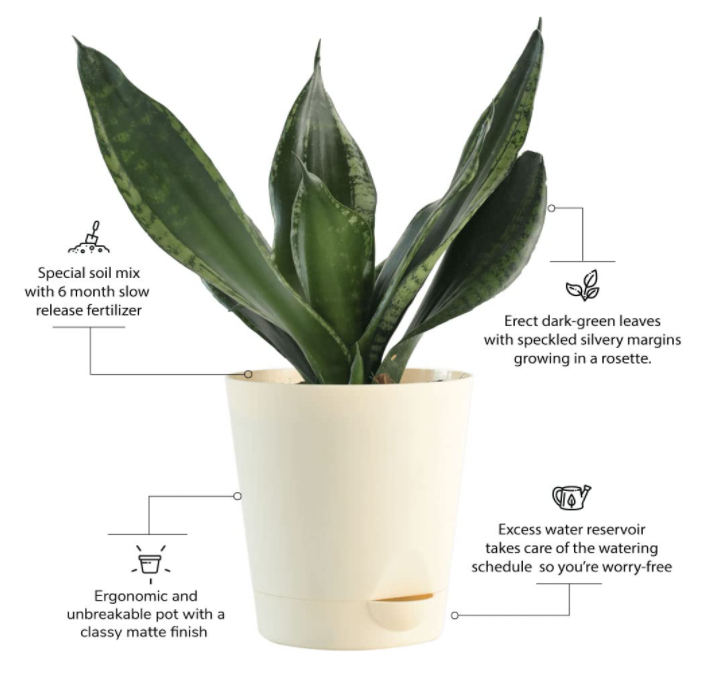 Special soil mix
with 6 month slow
release fertilizer
Erect dark-green leaves
with speckled silvery margins
growing in a rosette.
Excess water reservoir
takes care of the watering
schedule so you're worry-free
Ergonomic and
unbreakable pot with a
classy matte finish